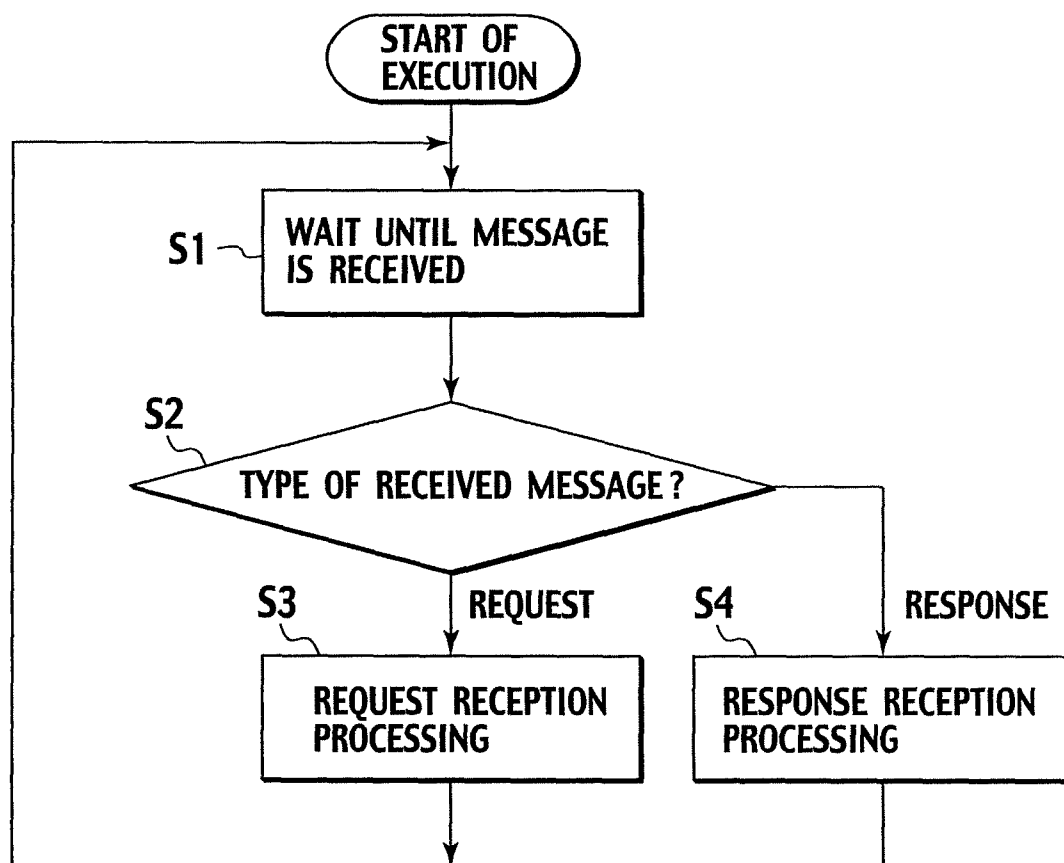 START OF
EXECUTION
S1
WAIT UNTIL MESSAGE
IS RECEIVED
S2
TYPE OF RECEIVED MESSAGE?
S3
REQUEST
S4
RESPONSE
REQUEST RECEPTION
PROCESSING
RESPONSE RECEPTION
PROCESSING